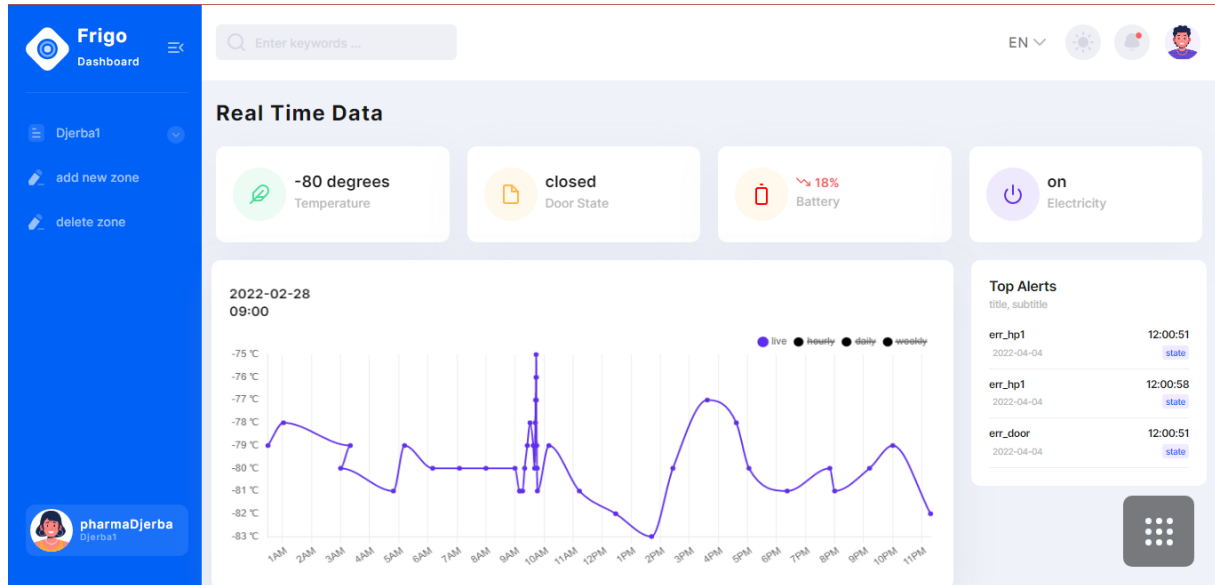 Frigo
Dashboard
Enter keywords ...
EN
Djerba1
add new zone
delete zone
pharmaDjerba
Djerba1
Real Time Data
-80 degrees
Temperature
closed
Door State
18%
Battery
on
Electricity
2022-02-28
09:00
live hourly daily weekly
-75 °C
-76 °C
-77 °C
-78 °C
-79 °C
-80 °C
-81 °C
-82 °C
-83 °C
1AM 2AM 3AM 4AM 5AM 6AM 7AM 8AM 9AM 10AM 11AM 12PM 1PM 2PM 3PM 4PM 5PM 6PM 7PM 8PM 9PM 10PM 11PM
Top Alerts
title, subtitle
err_hp1 12:00:51
2022-04-04 state
err_hp1 12:00:58
2022-04-04 state
err_door 12:00:51
2022-04-04 state